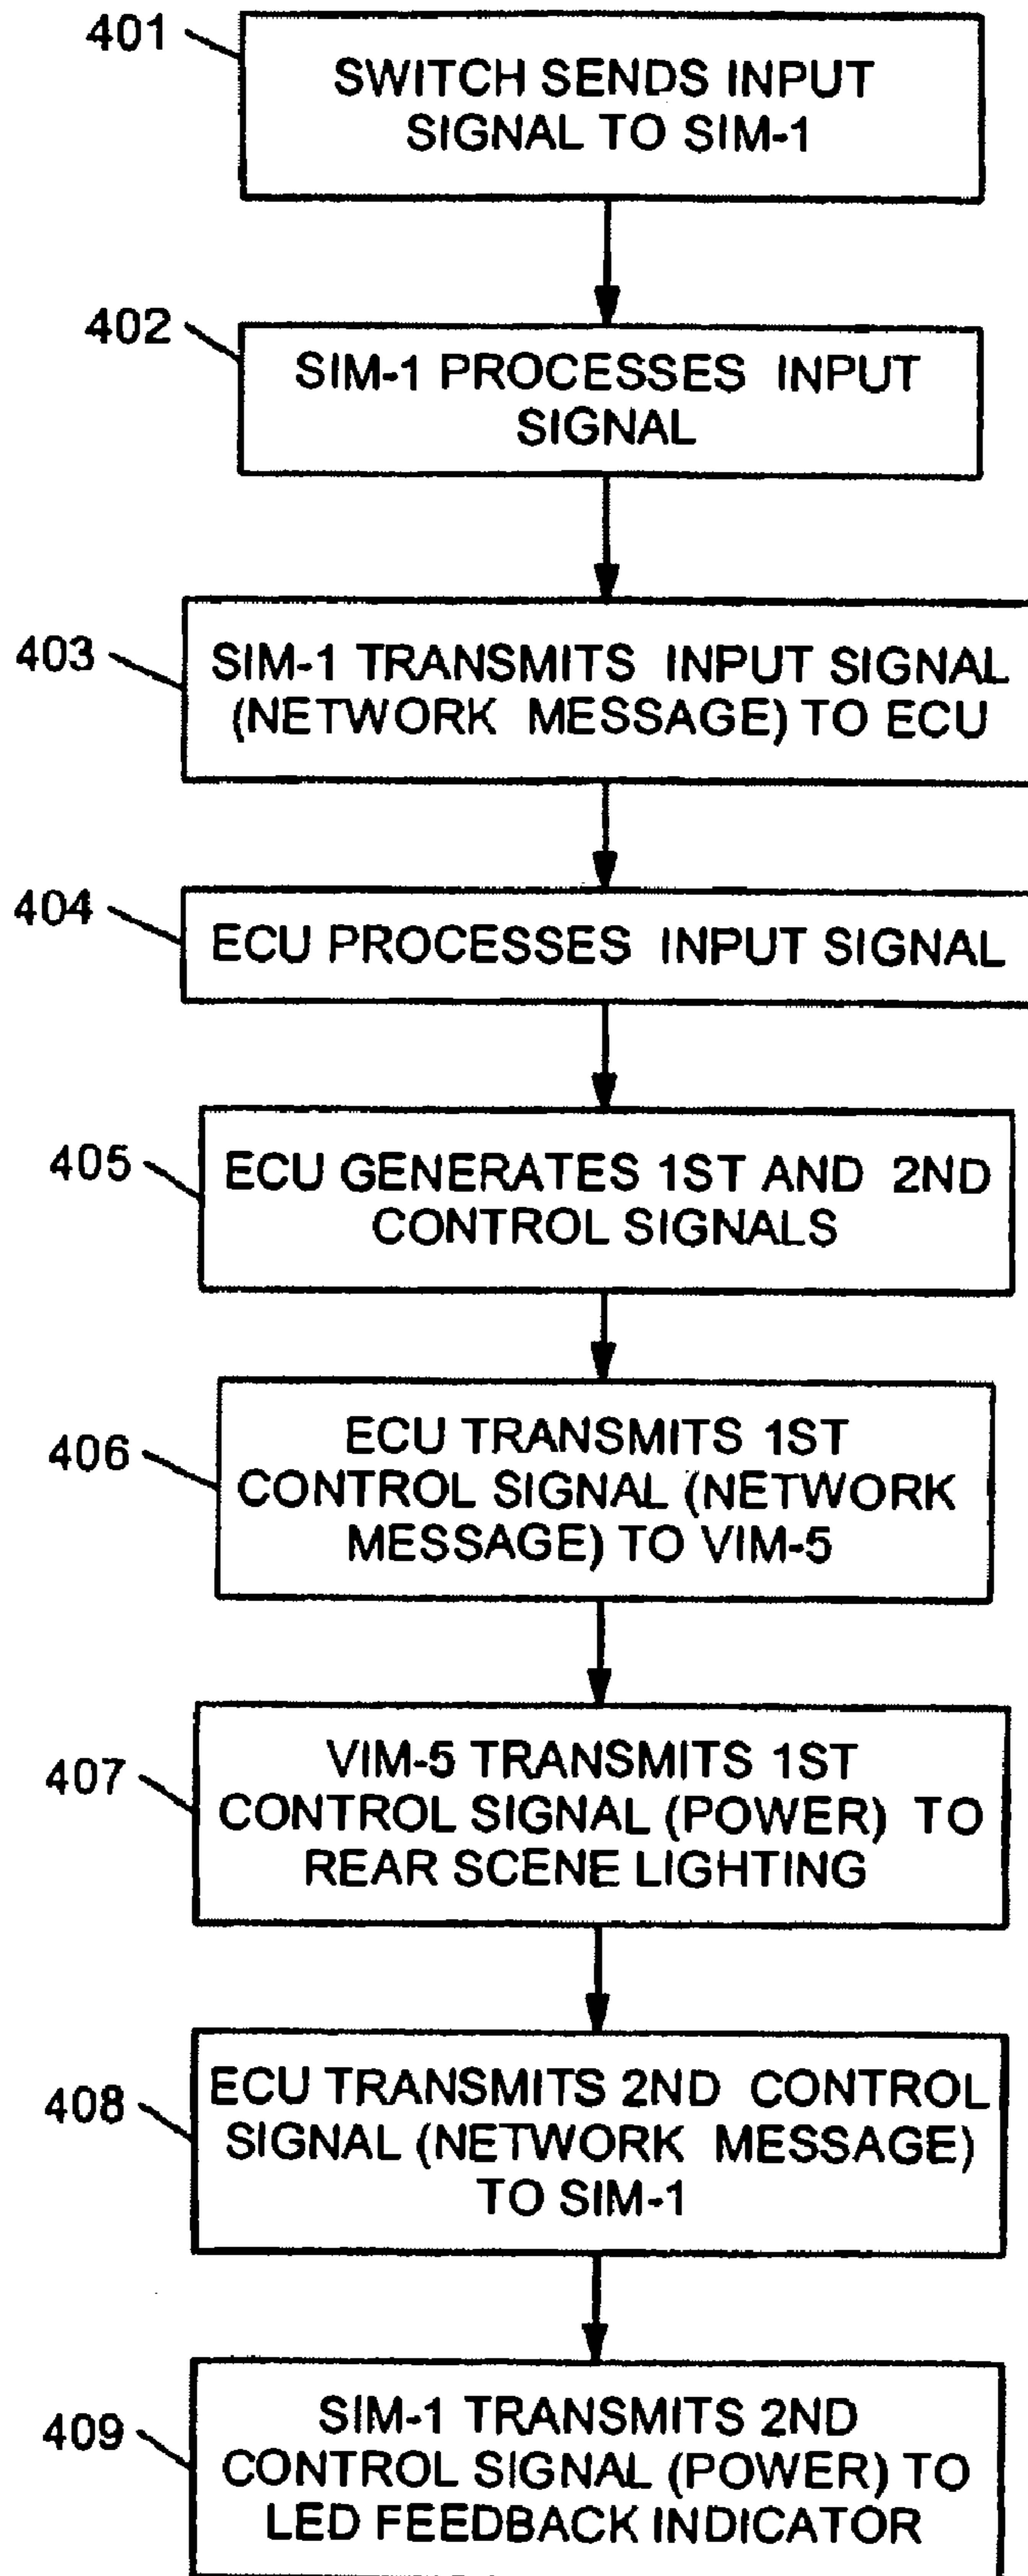 401
SWITCH SENDS INPUT
SIGNAL TO SIM-1
402
SIM-1 PROCESSES INPUT
SIGNAL
403
SIM-1 TRANSMITS INPUT SIGNAL
(NETWORK MESSAGE) TO ECU
404
ECU PROCESSES INPUT SIGNAL
405
ECU GENERATES 1ST AND 2ND
CONTROL SIGNALS
406
ECU TRANSMITS 1ST
CONTROL SIGNAL (NETWORK
MESSAGE) TO VIM-5
407
VIM-5 TRANSMITS 1ST
CONTROL SIGNAL (POWER) TO
REAR SCENE LIGHTING
408
ECU TRANSMITS 2ND CONTROL
SIGNAL (NETWORK MESSAGE)
TO SIM-1
409
SIM-1 TRANSMITS 2ND
CONTROL SIGNAL (POWER) TO
LED FEEDBACK INDICATOR